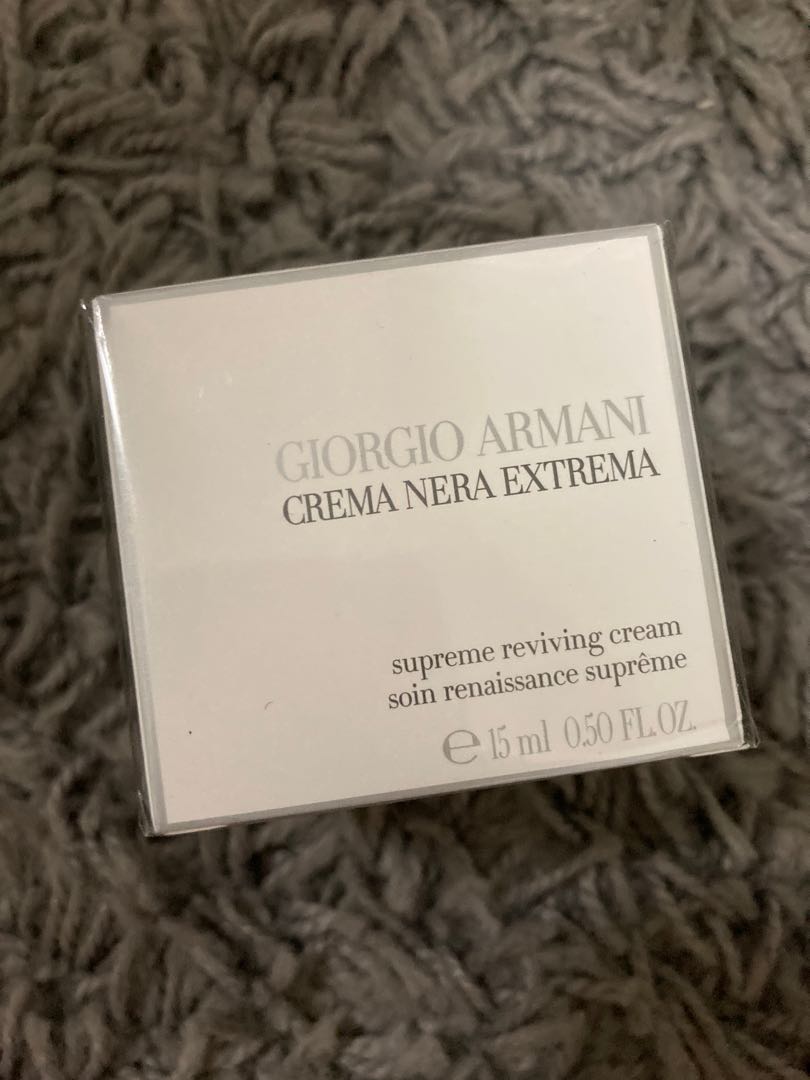 GIORGIO ARMANI
CREMA NERA EXTREMA
supreme reviving cream
soin renaissance suprême
℮ 15 ml 0.50 FL.OZ.